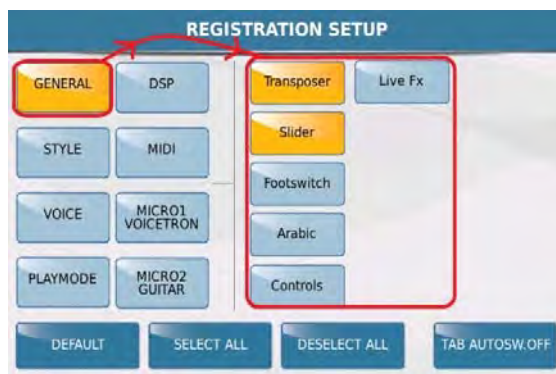 REGISTRATION SETUP
GENERAL
DSP
STYLE
MIDI
VOICE
MICRO1
VOICETRON
PLAYMODE
MICRO2
GUITAR
Transposer
Live Fx
Slider
Footswitch
Arabic
Controls
DEFAULT
SELECT ALL
DESELECT ALL
TAB AUTOSW.OFF